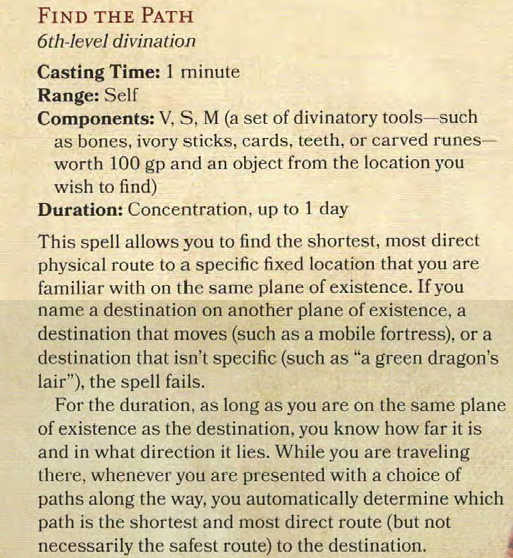 FIND THE PATH
6th-level divination
Casting Time: 1 minute
Range: Self
Components: V, S, M (a set of divinatory tools—such
as bones, ivory sticks, cards, teeth, or carved runes—
worth 100 gp and an object from the location you
wish to find)
Duration: Concentration, up to 1 day
This spell allows you to find the shortest, most direct
physical route to a specific fixed location that you are
familiar with on the same plane of existence. If you
name a destination on another plane of existence, a
destination that moves (such as a mobile fortress), or a
destination that isn't specific (such as “a green dragon's
lair”), the spell fails.
For the duration, as long as you are on the same plane
of existence as the destination, you know how far it is
and in what direction it lies. While you are traveling
there, whenever you are presented with a choice of
paths along the way, you automatically determine which
path is the shortest and most direct route (but not
necessarily the safest route) to the destination.